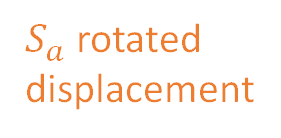 Sₐ rotated
displacement